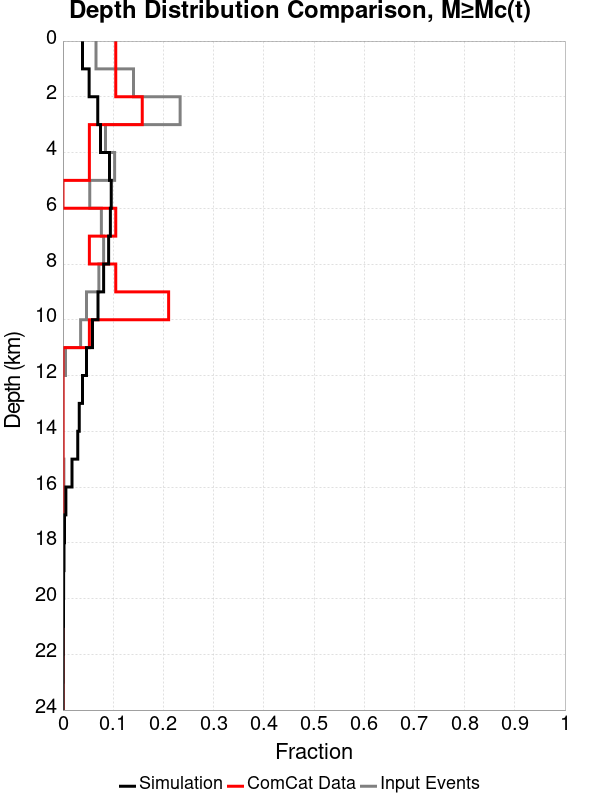 Depth Distribution Comparison, M≥Mc(t)
0
2
4
6
8
10
12
14
16
18
20
22
24
Depth (km)
0 0.1 0.2 0.3 0.4 0.5 0.6 0.7 0.8 0.9 1
Fraction
Simulation ComCat Data Input Events